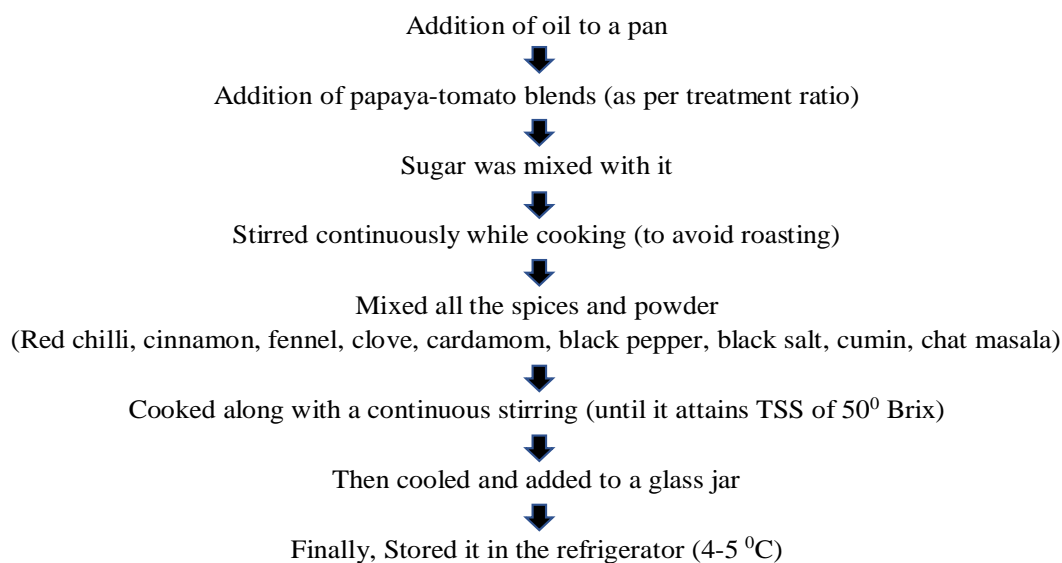 Addition of oil to a pan
Addition of papaya-tomato blends (as per treatment ratio)
Sugar was mixed with it
Stirred continuously while cooking (to avoid roasting)
Mixed all the spices and powder
(Red chilli, cinnamon, fennel, clove, cardamom, black pepper, black salt, cumin, chat masala)
Cooked along with a continuous stirring (until it attains TSS of 50⁰ Brix)
Then cooled and added to a glass jar
Finally, Stored it in the refrigerator (4-5 ⁰C)